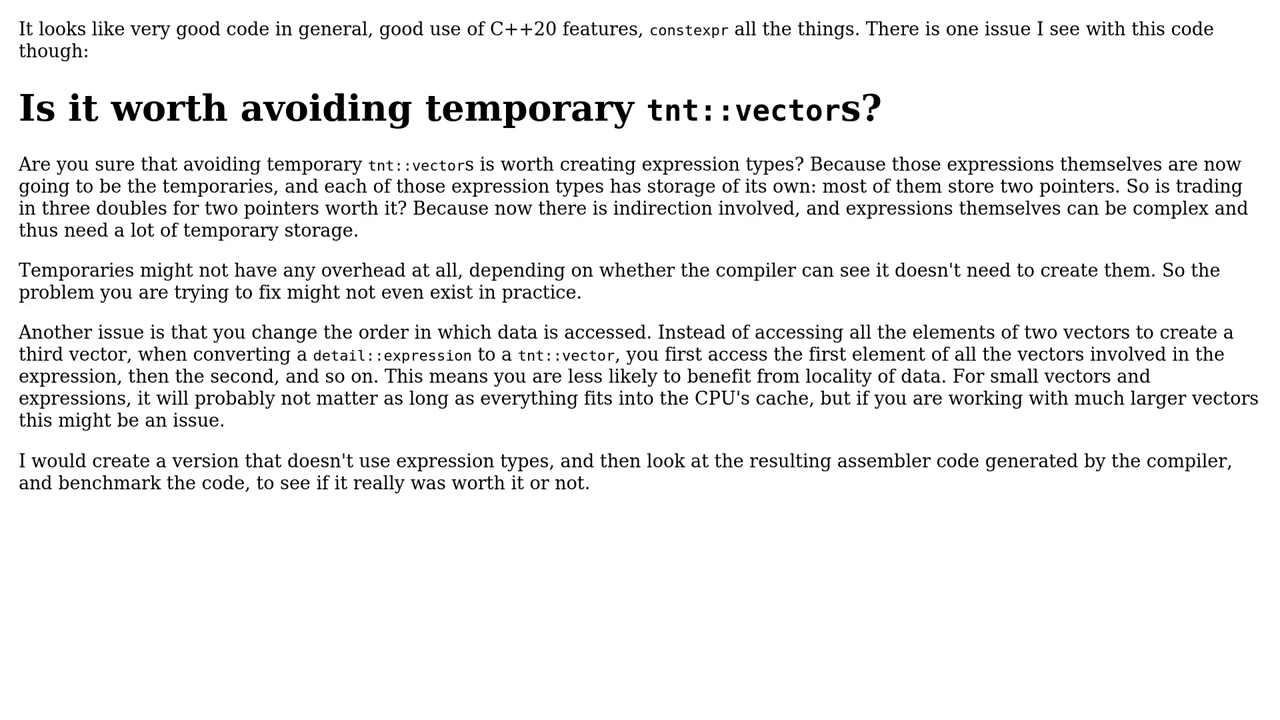 It looks like very good code in general, good use of C++20 features, constexpr all the things. There is one issue I see with this code
though:
Is it worth avoiding temporary tnt::vectors?
Are you sure that avoiding temporary tnt::vectors is worth creating expression types? Because those expressions themselves are now
going to be the temporaries, and each of those expression types has storage of its own: most of them store two pointers. So is trading
in three doubles for two pointers worth it? Because now there is indirection involved, and expressions themselves can be complex and
thus need a lot of temporary storage.
Temporaries might not have any overhead at all, depending on whether the compiler can see it doesn't need to create them. So the
problem you are trying to fix might not even exist in practice.
Another issue is that you change the order in which data is accessed. Instead of accessing all the elements of two vectors to create a
third vector, when converting a detail::expression to a tnt::vector, you first access the first element of all the vectors involved in the
expression, then the second, and so on. This means you are less likely to benefit from locality of data. For small vectors and
expressions, it will probably not matter as long as everything fits into the CPU's cache, but if you are working with much larger vectors
this might be an issue.
I would create a version that doesn't use expression types, and then look at the resulting assembler code generated by the compiler,
and benchmark the code, to see if it really was worth it or not.